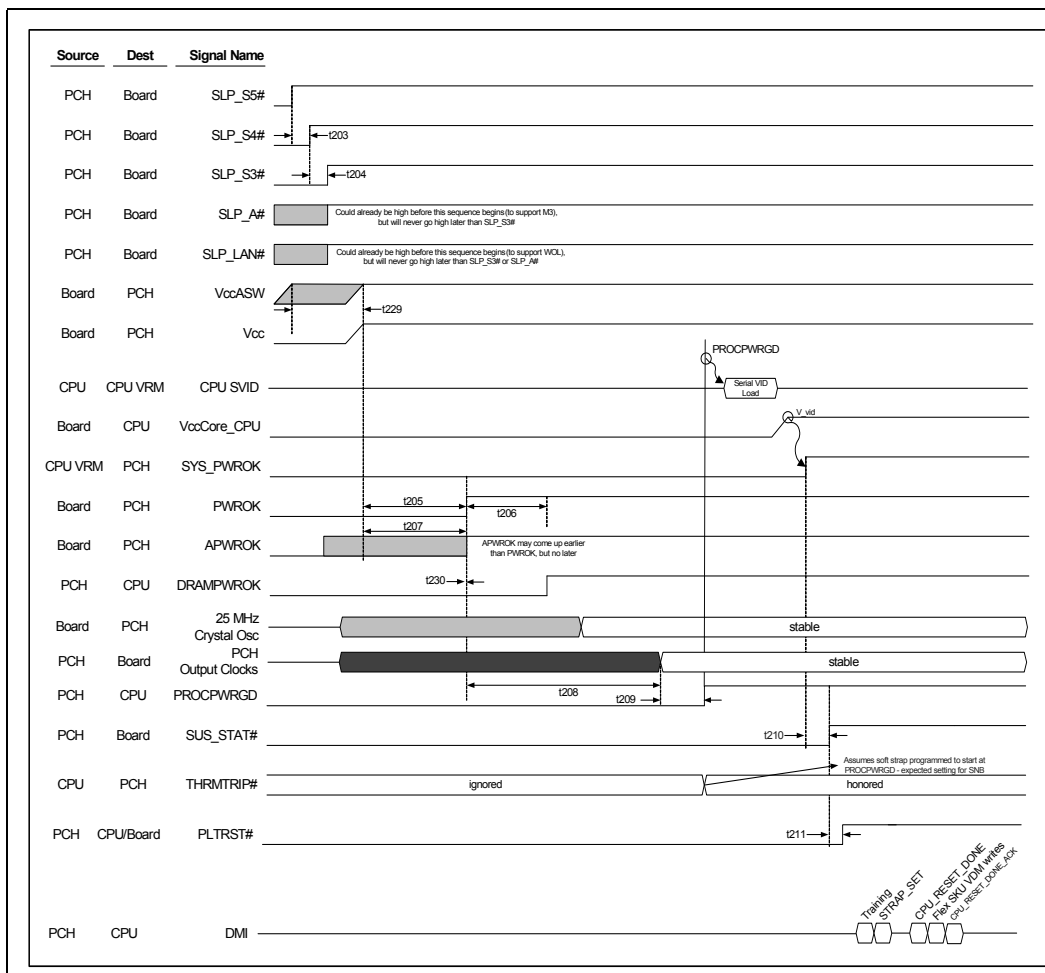 Source Dest Signal Name
PCH Board SLP_S5#
PCH Board SLP_S4# t203
PCH Board SLP_S3# t204
PCH Board SLP_A# Could already be high before this sequence begins(to support M3),
but will never go high later than SLP_S3#
PCH Board SLP_LAN# Could already be high before this sequence begins(to support WOL),
but will never go high later than SLP_S3# or SLP_A#
Board PCH VccASW
t229
Board PCH Vcc
PROCPWRGD
CPU CPU VRM CPU SVID Serial VID
Load
V_vid
Board CPU VccCore_CPU
CPU VRM PCH SYS_PWROK
Board PCH PWROK t205 t206
t207
Board PCH APWROK APWROK may come up earlier
than PWROK, but no later
PCH CPU DRAMPWROK t230
Board PCH 25 MHz
Crystal Osc stable
PCH Board PCH
Output Clocks stable
PCH CPU PROCPWRGD t208
t209
PCH Board SUS_STAT# t210
Assumes soft strap programmed to start at
PROCPWRGD - expected setting for SNB
CPU PCH THRMTRIP# ignored honored
PCH CPU/Board PLTRST# t211
Training
STRAP_SET
CPU_RESET_DONE
Flex SKU VDM writes
CPU_RESET_DONE_ACK
PCH CPU DMI